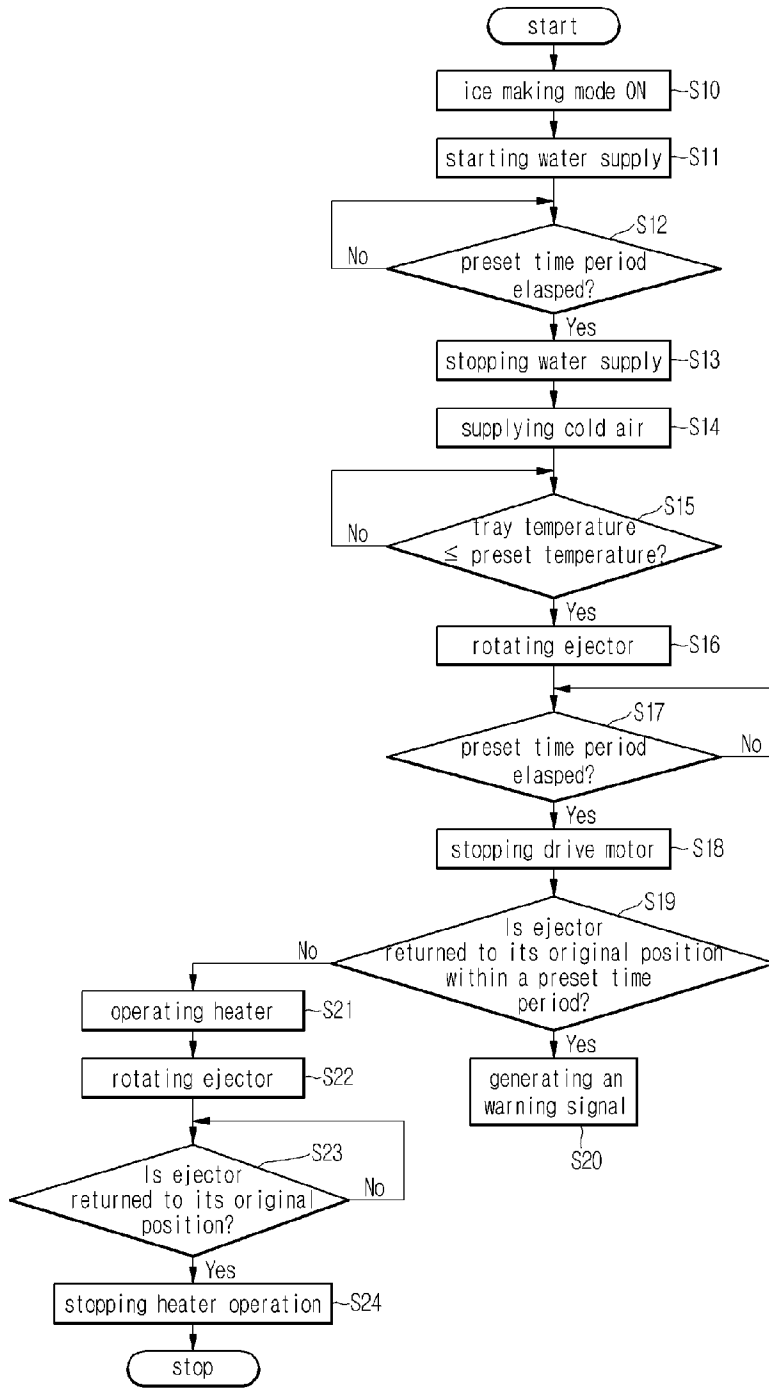 start
ice making mode ON
S10
starting water supply
S11
S12
preset time period
elasped?
No
Yes
stopping water supply
S13
supplying cold air
S14
S15
tray temperature
≤ preset temperature?
No
Yes
rotating ejector
S16
S17
preset time period
elasped?
No
Yes
stopping drive motor
S18
S19
Is ejector
returned to its original position
within a preset time
period?
No
Yes
operating heater
S21
generating an
warning signal
S20
rotating ejector
S22
S23
Is ejector
returned to its original
position?
No
Yes
stopping heater operation
S24
stop